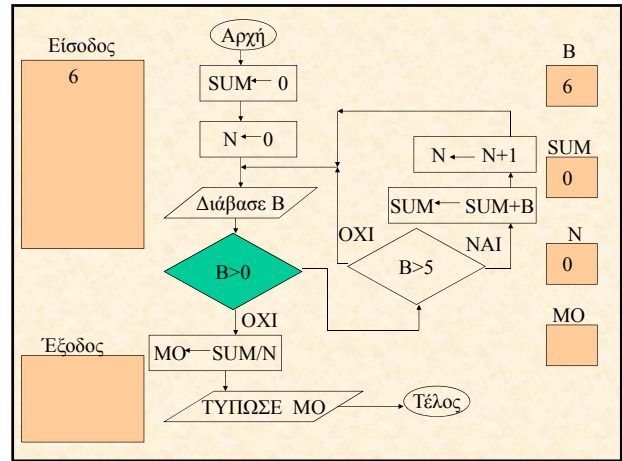 Είσοδος
6
Αρχή
SUM ← 0
N ← 0
Διάβασε B
B>0
ΟΧΙ
MO ← SUM/N
ΤΥΠΩΣΕ MO
Τέλος
B>5
ΟΧΙ
ΝΑΙ
SUM ← SUM+B
N ← N+1
B
6
SUM
0
N
0
MO
Έξοδος